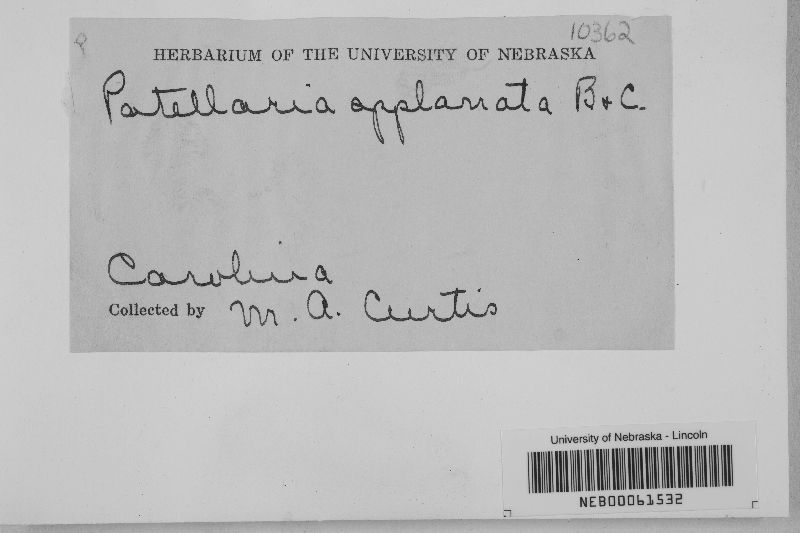 10362
HERBARIUM OF THE UNIVERSITY OF NEBRASKA
Patellaria applanata B + C.
Carolina
Collected by M. A. Curtis
University of Nebraska - Lincoln
NEB00061532